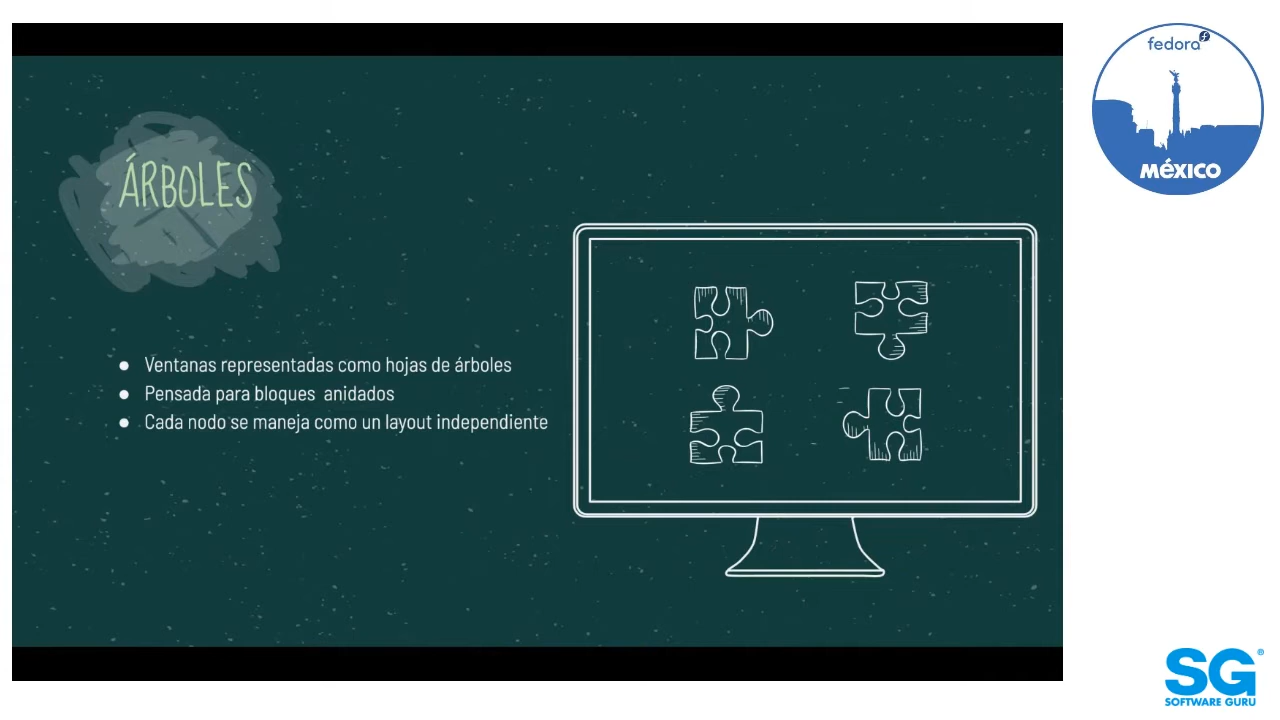 ÁRBOLES
● Ventanas representadas como hojas de árboles
● Pensada para bloques anidados
● Cada nodo se maneja como un layout independiente
fedora
MÉXICO
SG®
SOFTWARE GURU